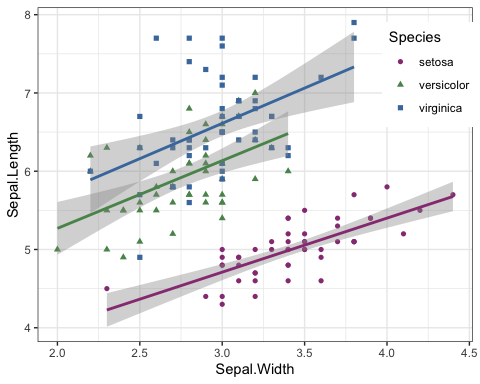 8
7
6
5
4
Sepal.Length
2.0 2.5 3.0 3.5 4.0 4.5
Sepal.Width
Species
setosa
versicolor
virginica